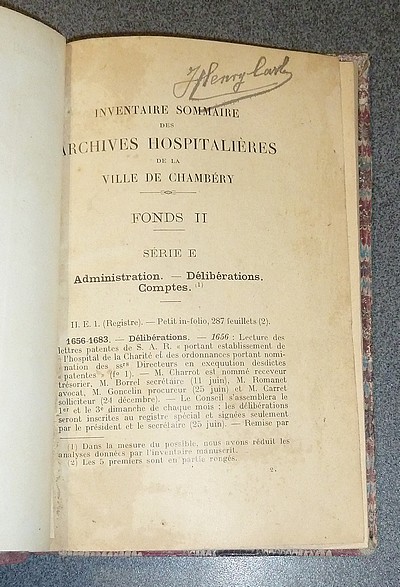 J Henry Carle
INVENTAIRE SOMMAIRE
DES
ARCHIVES HOSPITALIÈRES
DE LA
VILLE DE CHAMBÉRY
FONDS II
SÉRIE E
Administration. — Délibérations.
Comptes. (1)
II. E. 1. (Registre). — Petit in-folio, 287 feuillets (2).
1656-1683. — Délibérations. — 1656 : Lecture des
lettres patentes de S. A. R. « portant establissement de
l'hospital de la Charité et des ordonnances portant nomi-
nation des ssrs Directeurs en exequution desdictes
« patentes » (fo 1). — M. Charrot est nommé receveur
trésorier, M. Borrel secrétaire (11 juin), M. Romanet
avocat, M. Goncelin procureur (25 juin) et M. Carret
solliciteur (24 décembre). — Le Conseil s'assemblera le
1er et le 3e dimanche de chaque mois ; les délibérations
seront inscrites au registre spécial et signées seulement
par le président et le secrétaire (25 juin). — Remise par
(1) Dans la mesure du possible, nous avons réduit les
analyses données par l'inventaire manuscrit.
(2) Les 5 premiers sont en partie rongés.